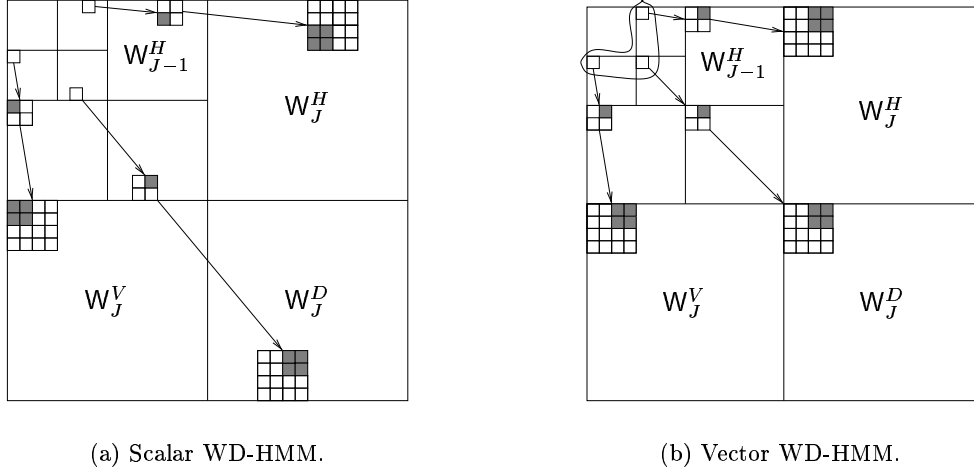 W^H_{J−1}
W^H_J
W^V_J
W^D_J
(a) Scalar WD-HMM.
W^H_{J−1}
W^H_J
W^V_J
W^D_J
(b) Vector WD-HMM.